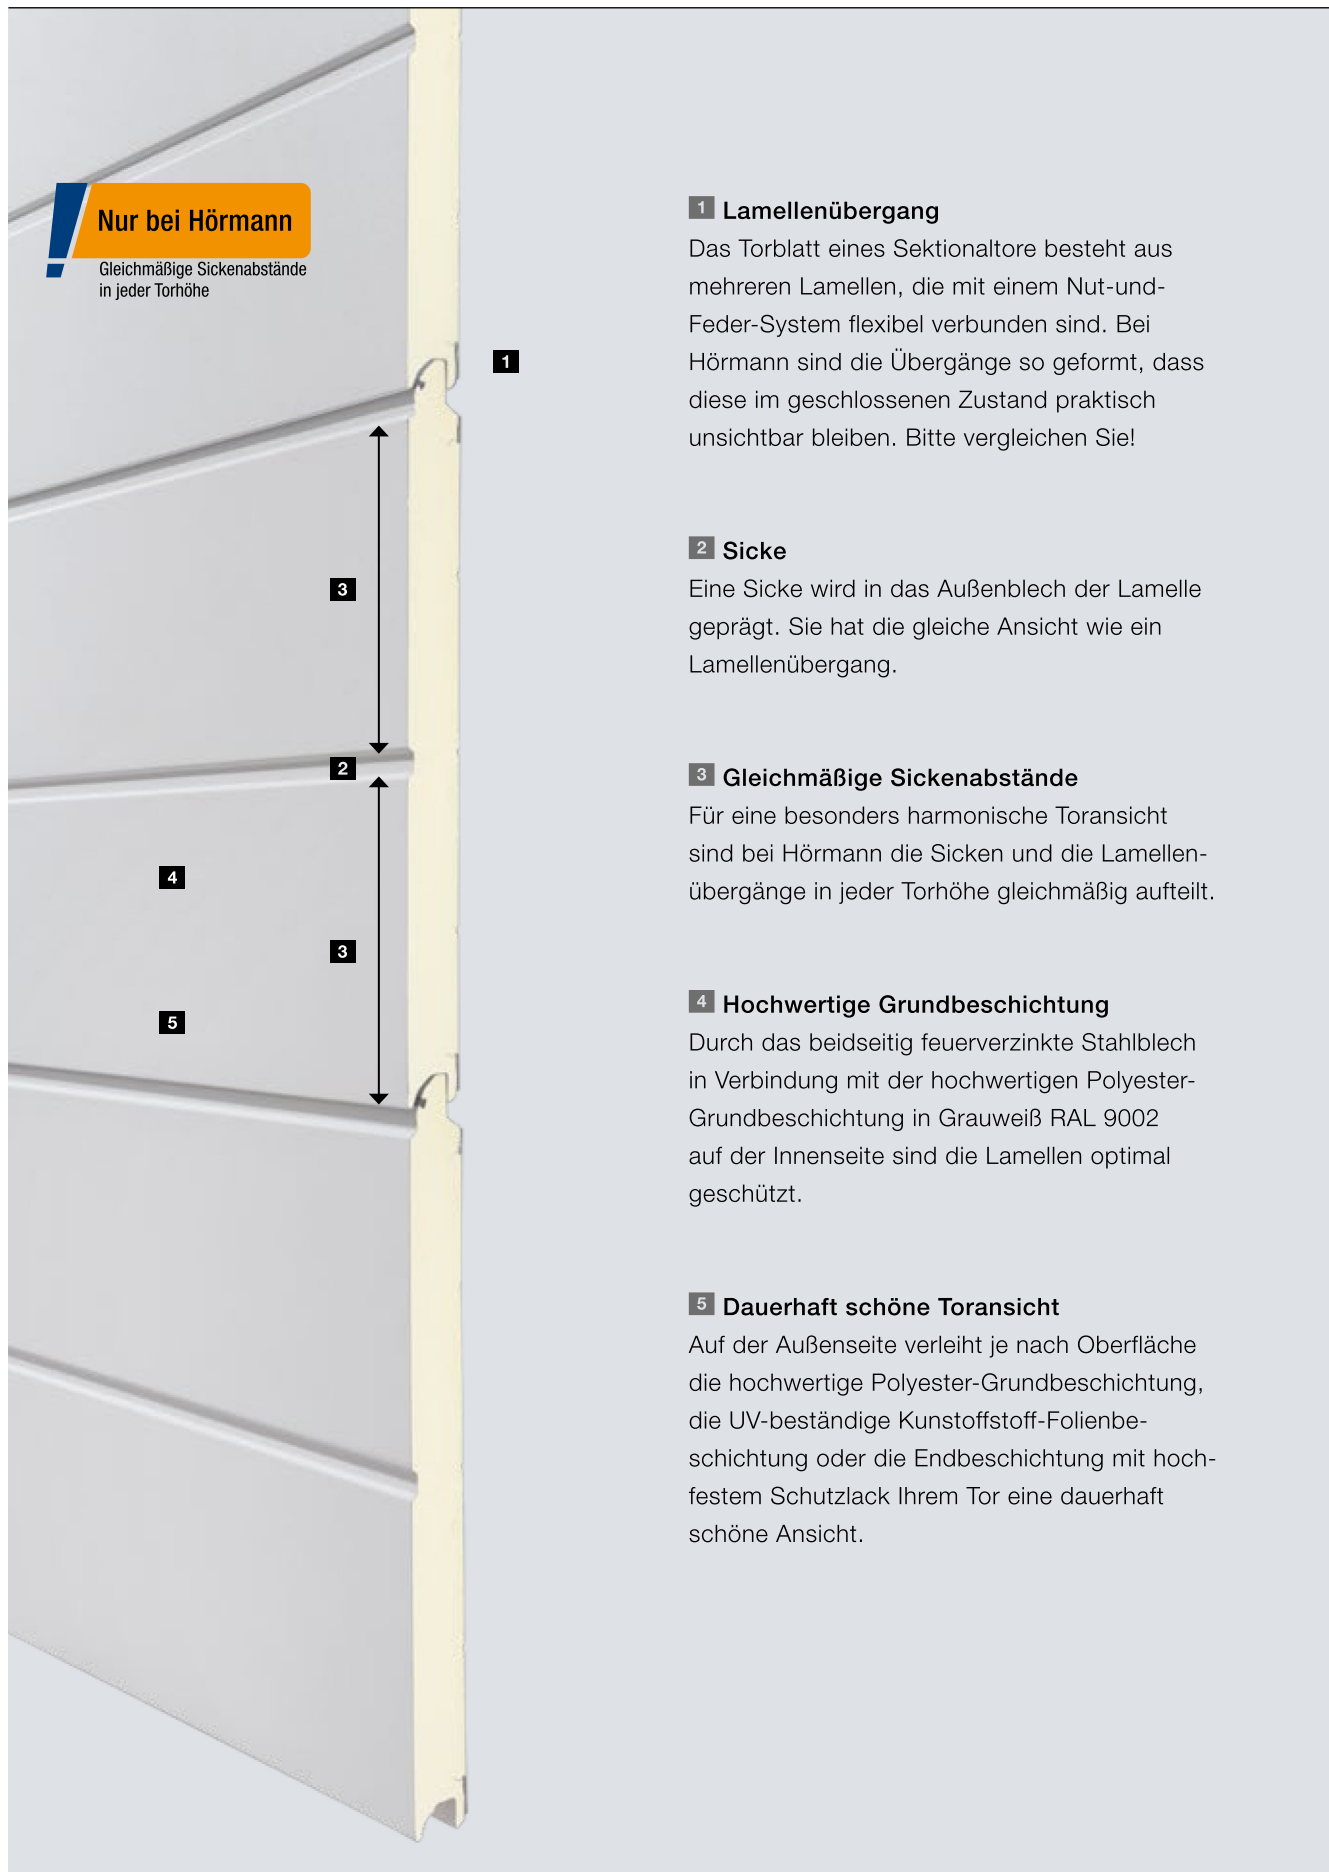 Nur bei Hörmann
Gleichmäßige Sickenabstände
in jeder Torhöhe
1
3
2
4
3
5
1 Lamellenübergang
Das Torblatt eines Sektionaltore besteht aus
mehreren Lamellen, die mit einem Nut-und-
Feder-System flexibel verbunden sind. Bei
Hörmann sind die Übergänge so geformt, dass
diese im geschlossenen Zustand praktisch
unsichtbar bleiben. Bitte vergleichen Sie!
2 Sicke
Eine Sicke wird in das Außenblech der Lamelle
geprägt. Sie hat die gleiche Ansicht wie ein
Lamellenübergang.
3 Gleichmäßige Sickenabstände
Für eine besonders harmonische Toransicht
sind bei Hörmann die Sicken und die Lamellen-
übergänge in jeder Torhöhe gleichmäßig aufteilt.
4 Hochwertige Grundbeschichtung
Durch das beidseitig feuerverzinkte Stahlblech
in Verbindung mit der hochwertigen Polyester-
Grundbeschichtung in Grauweiß RAL 9002
auf der Innenseite sind die Lamellen optimal
geschützt.
5 Dauerhaft schöne Toransicht
Auf der Außenseite verleiht je nach Oberfläche
die hochwertige Polyester-Grundbeschichtung,
die UV-beständige Kunstoffstoff-Folienbe-
schichtung oder die Endbeschichtung mit hoch-
festem Schutzlack Ihrem Tor eine dauerhaft
schöne Ansicht.